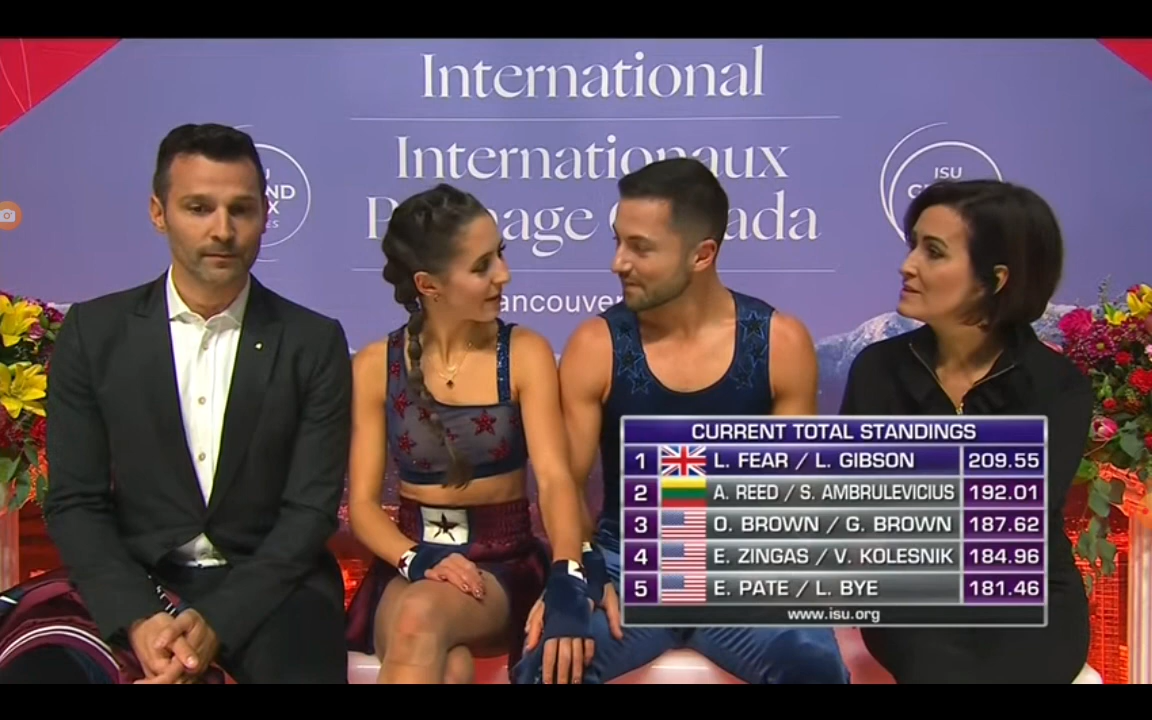 International
Internationaux
ancouver
ISU
CURRENT TOTAL STANDINGS
1 L. FEAR / L. GIBSON 209.55
2 A. REED / S. AMBRULEVICIUS 192.01
3 O. BROWN / G. BROWN 187.62
4 E. ZINGAS / V. KOLESNIK 184.96
5 E. PATE / L. BYE 181.46
www.isu.org